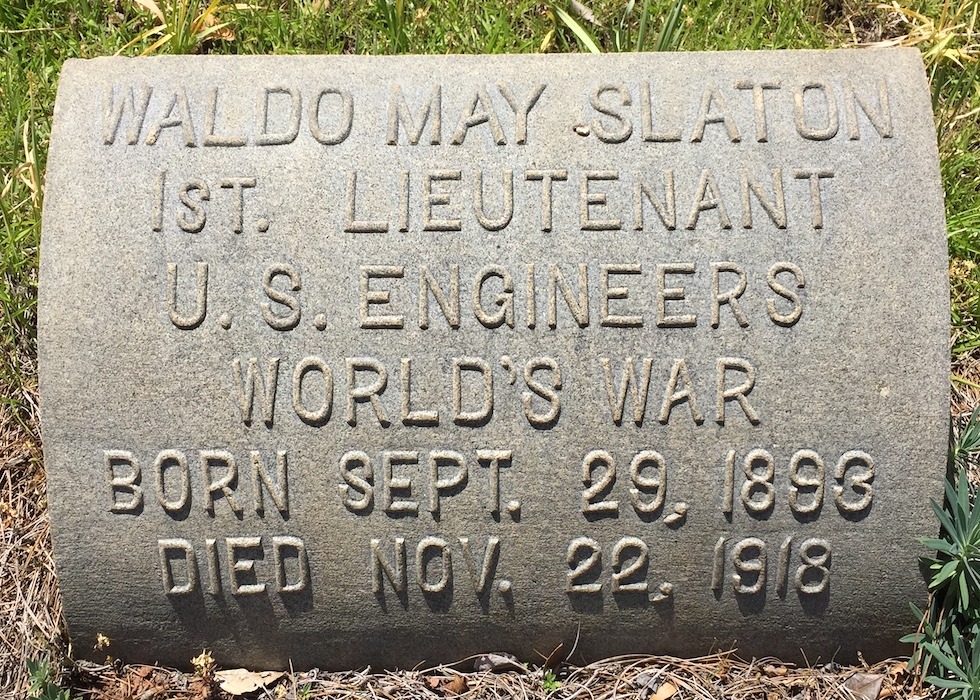 WALDO MAY SLATON
1ST. LIEUTENANT
U. S. ENGINEERS
WORLD'S WAR
BORN SEPT. 29, 1893
DIED NOV. 22, 1918